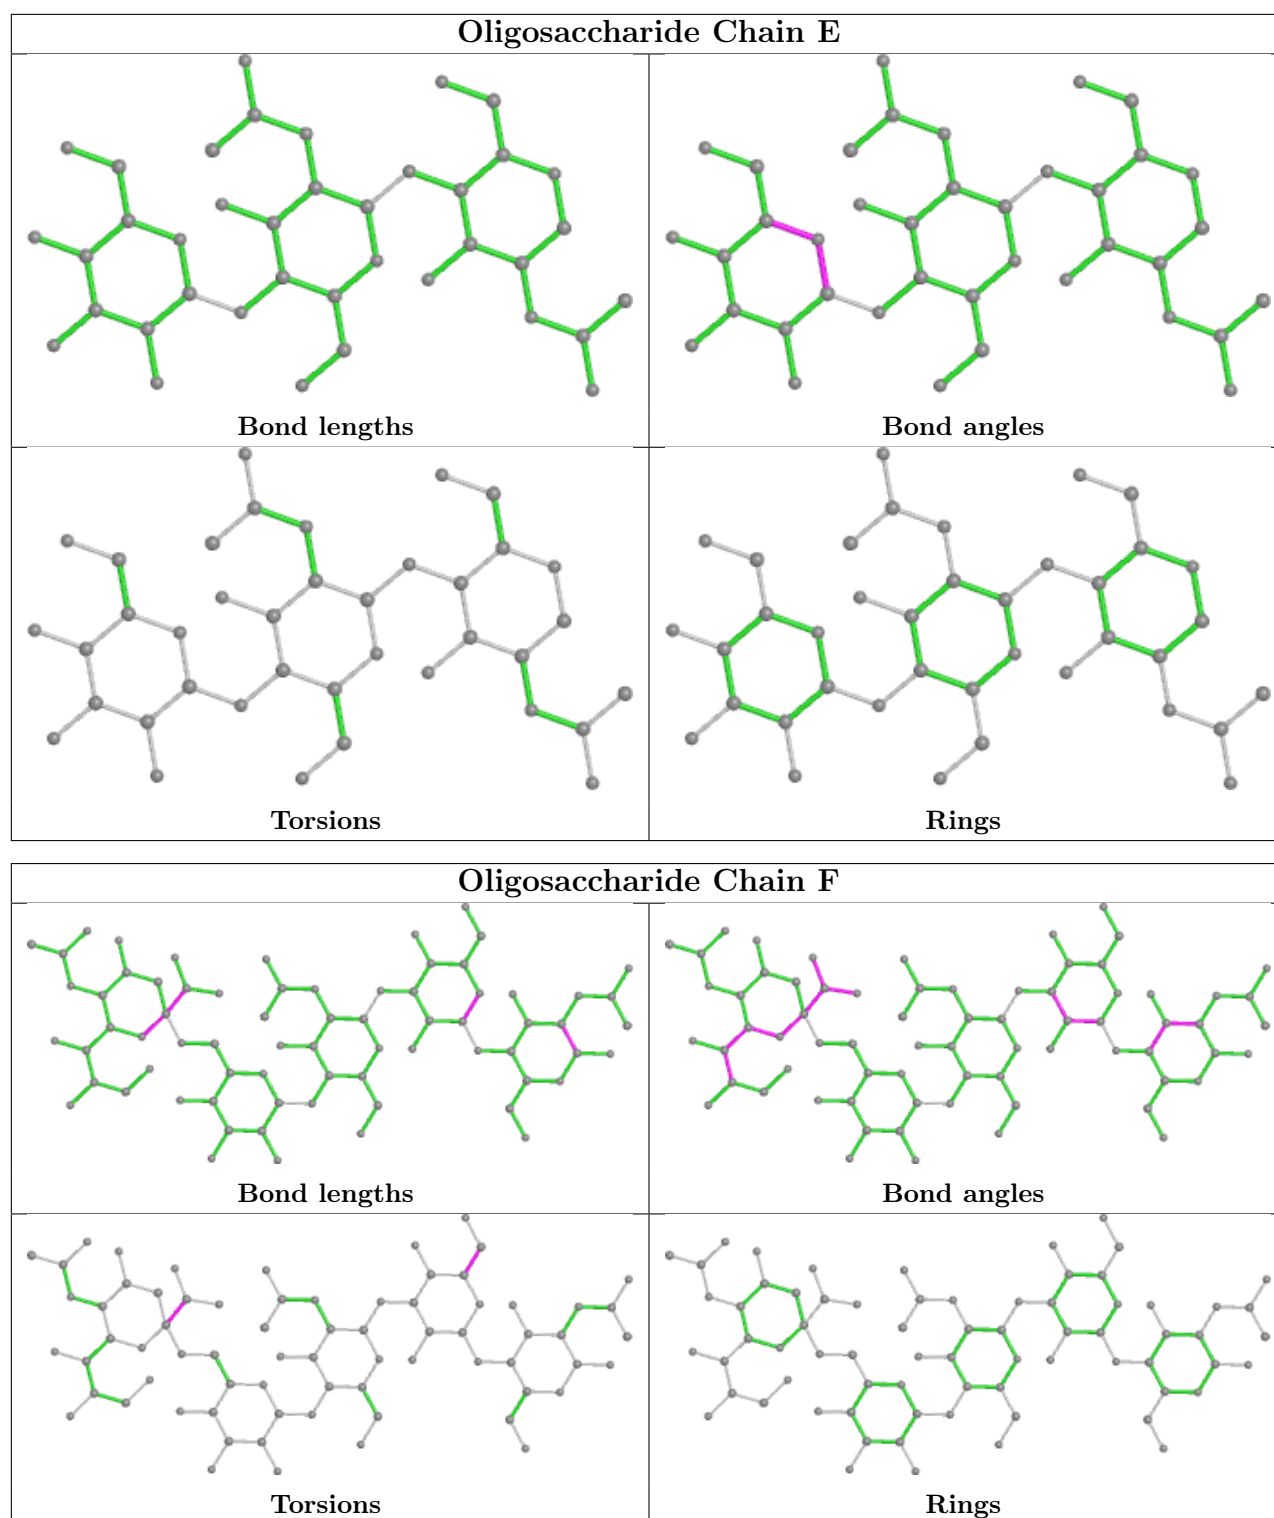 Oligosaccharide Chain E
Bond lengths
Bond angles
Torsions
Rings
Oligosaccharide Chain F
Bond lengths
Bond angles
Torsions
Rings